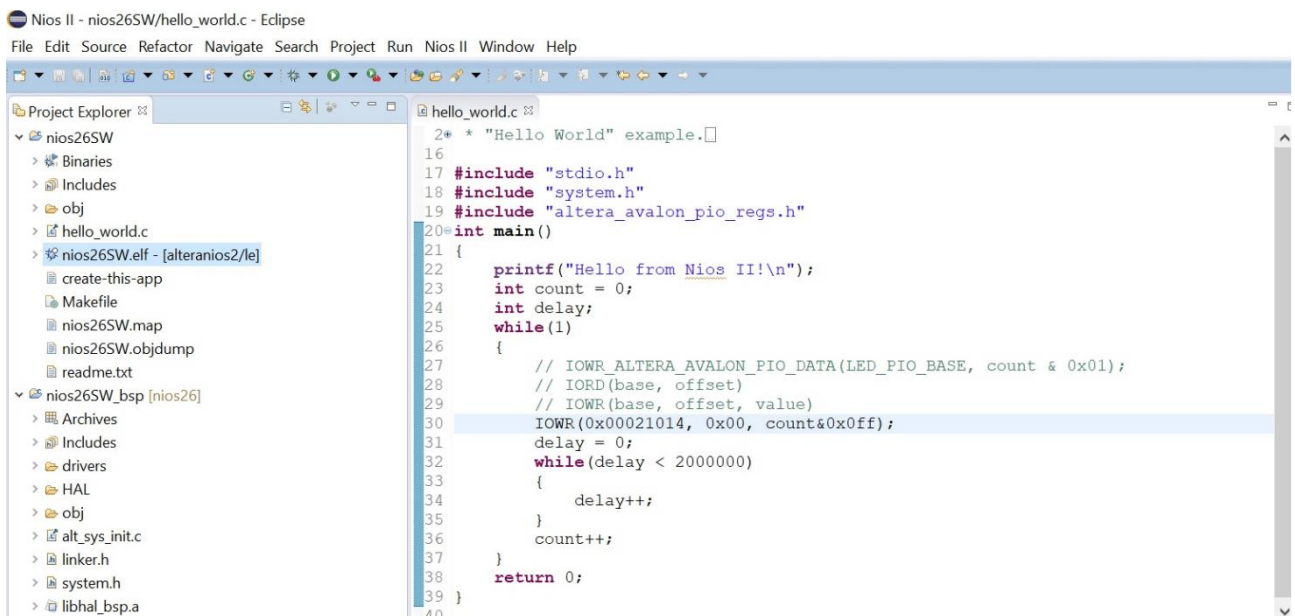 Nios II - nios26SW/hello_world.c - Eclipse
File Edit Source Refactor Navigate Search Project Run Nios II Window Help
Project Explorer
nios26SW
Binaries
Includes
obj
hello_world.c
nios26SW.elf - [alteranios2/le]
create-this-app
Makefile
nios26SW.map
nios26SW.objdump
readme.txt
nios26SW_bsp [nios26]
Archives
Includes
drivers
HAL
obj
alt_sys_init.c
linker.h
system.h
libhal_bsp.a
hello_world.c
2 * "Hello World" example.
16
17 #include "stdio.h"
18 #include "system.h"
19 #include "altera_avalon_pio_regs.h"
20 int main()
21 {
22 printf("Hello from Nios II!\n");
23 int count = 0;
24 int delay;
25 while(1)
26 {
27 // IOWR_ALTERA_AVALON_PIO_DATA(LED_PIO_BASE, count & 0x01);
28 // IORD(base, offset)
29 // IOWR(base, offset, value)
30 IOWR(0x00021014, 0x00, count&0x0ff);
31 delay = 0;
32 while(delay < 2000000)
33 {
34 delay++;
35 }
36 count++;
37 }
38 return 0;
39 }
40